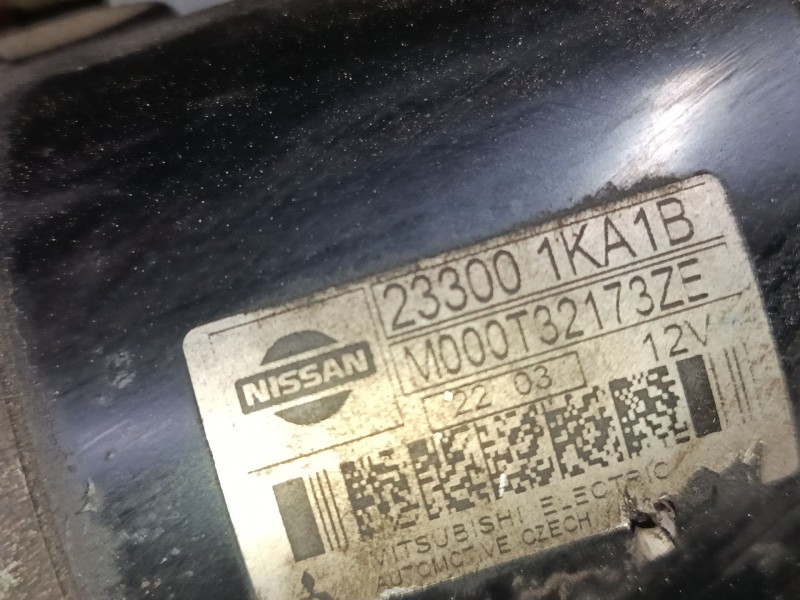 23300 1KA1B
M000T32173ZE
NISSAN
22 03 12V
MITSUBISHI ELECTRIC
AUTOMOTIVE CZECH